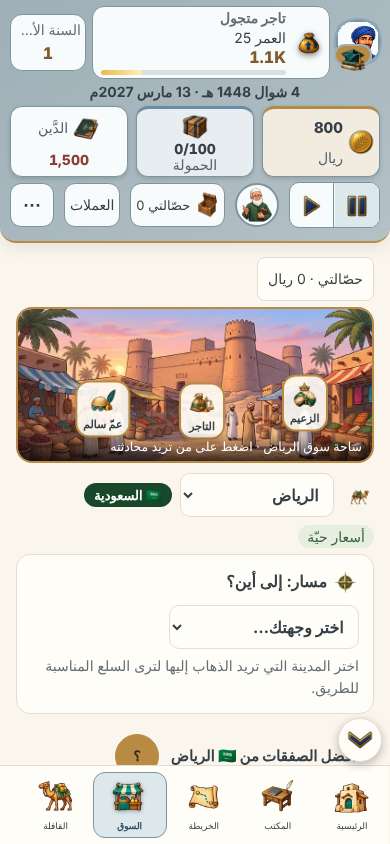 تاجر متجول
العمر 25
1.1K
السنة الأ...
1
4 شوال 1448 هـ · 13 مارس 2027م
800
ريال
0/100
الحمولة
الدَّين
1,500
حصّالتي 0
العملات
...
حصّالتي · 0 ريال
الزعيم
التاجر
عمّ سالم
ساحة سوق الرياض · اضغط على من تريد محادثته
الرياض
السعودية
أسعار حيّة
مسار: إلى أين؟
اختر وجهتك...
اختر المدينة التي تريد الذهاب إليها لترى السلع المناسبة
للطريق.
أفضل الصفقات من الرياض
؟
الرئيسية
المكتب
الخريطة
السوق
القافلة